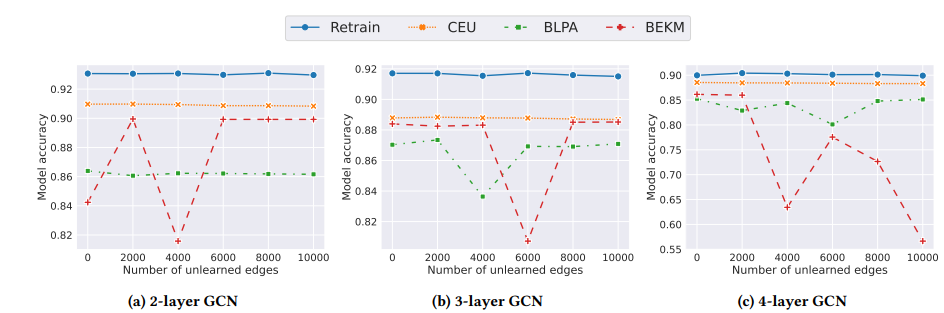 Retrain CEU BLPA BEKM
Model accuracy
0.92
0.90
0.88
0.86
0.84
0.82
0 2000 4000 6000 8000 10000
Number of unlearned edges
(a) 2-layer GCN
Model accuracy
0.92
0.90
0.88
0.86
0.84
0.82
0 2000 4000 6000 8000 10000
Number of unlearned edges
(b) 3-layer GCN
Model accuracy
0.90
0.85
0.80
0.75
0.70
0.65
0.60
0.55
0 2000 4000 6000 8000 10000
Number of unlearned edges
(c) 4-layer GCN